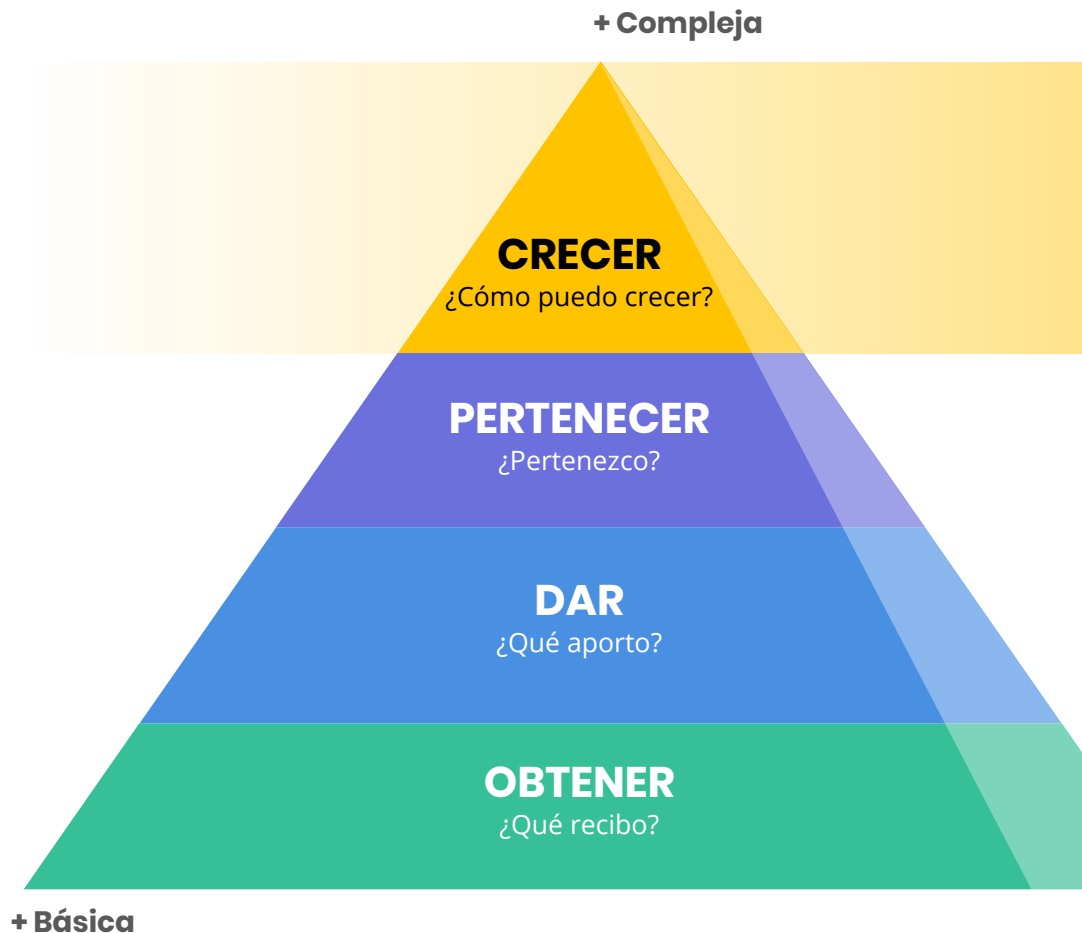 + Compleja
CRECER
¿Cómo puedo crecer?
PERTENECER
¿Pertenezco?
DAR
¿Qué aporto?
OBTENER
¿Qué recibo?
+ Básica